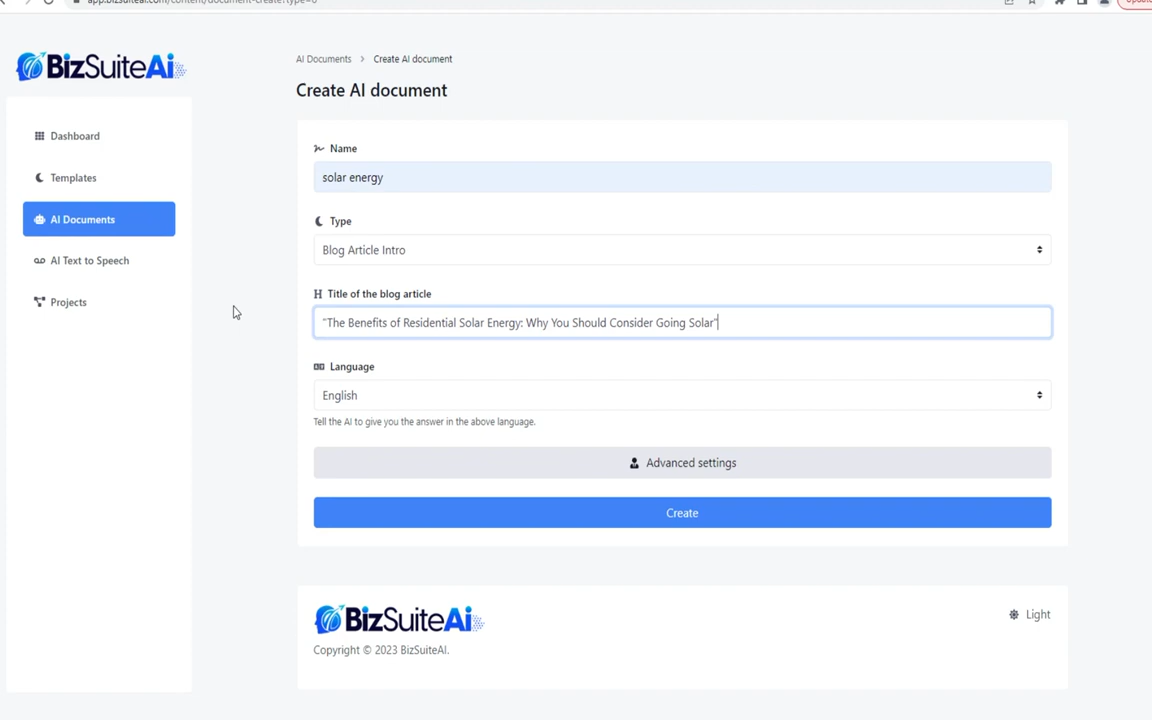 app.bizsuiteai.com/content/document-create?type=6
BizSuiteAi
AI Documents > Create AI document
Create AI document
Dashboard
Templates
AI Documents
AI Text to Speech
Projects
Name
solar energy
Type
Blog Article Intro
Title of the blog article
"The Benefits of Residential Solar Energy: Why You Should Consider Going Solar"
Language
English
Tell the AI to give you the answer in the above language.
Advanced settings
Create
BizSuiteAi
Light
Copyright © 2023 BizSuiteAI.